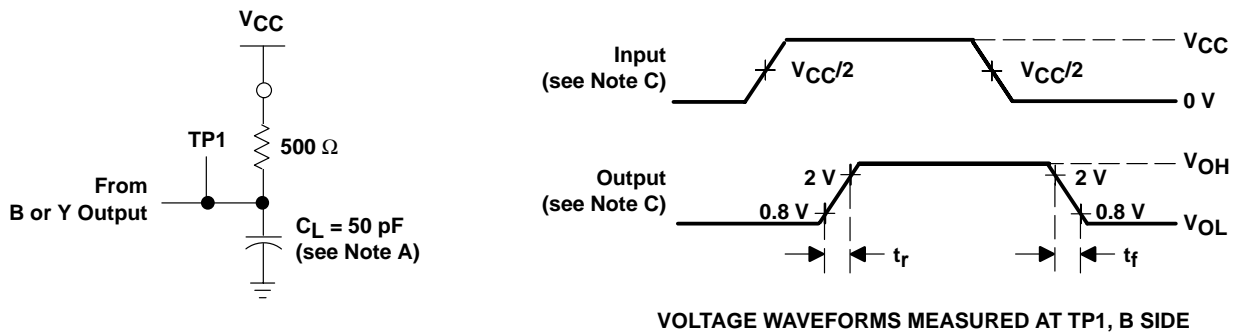 VCC
TP1
500 Ω
From
B or Y Output
CL = 50 pF
(see Note A)
Input
(see Note C)
VCC/2
VCC/2
VCC
0 V
Output
(see Note C)
2 V
0.8 V
2 V
0.8 V
VOH
VOL
tr
tf
VOLTAGE WAVEFORMS MEASURED AT TP1, B SIDE